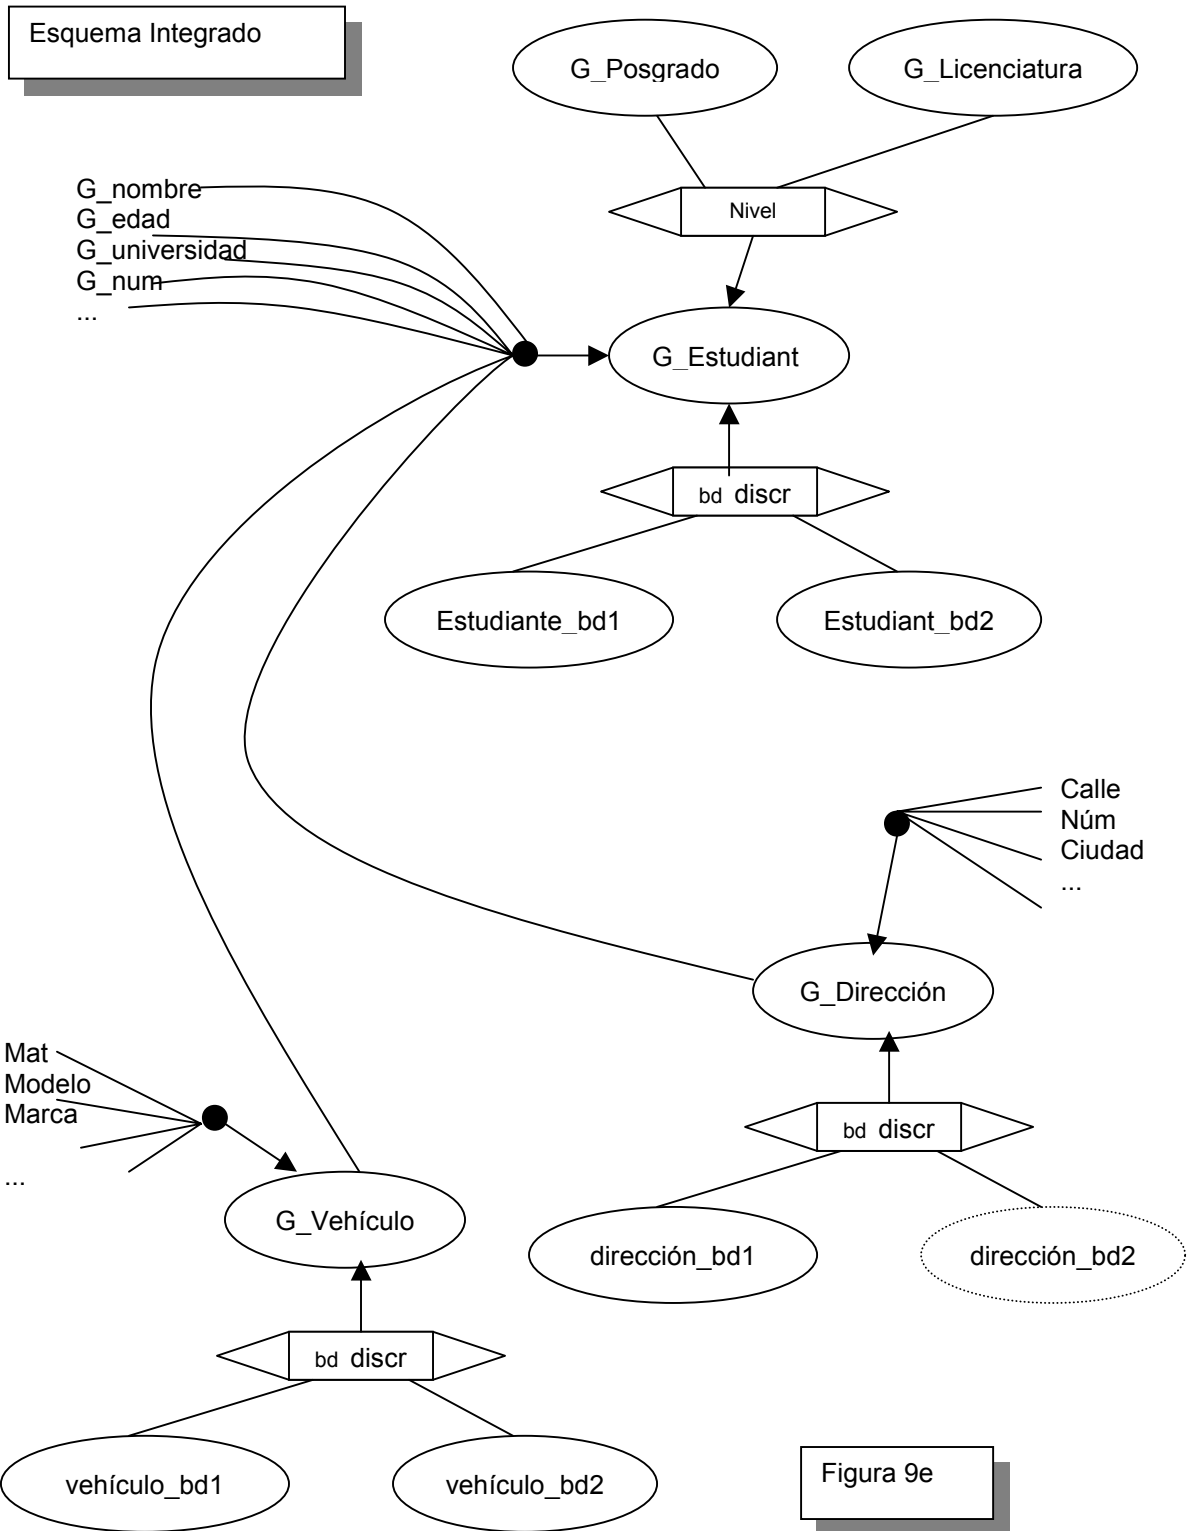 Esquema Integrado
G_Posgrado
G_Licenciatura
Nivel
G_nombre
G_edad
G_universidad
G_num
...
G_Estudiant
bd discr
Estudiante_bd1
Estudiant_bd2
Calle
Núm
Ciudad
...
G_Dirección
Mat
Modelo
Marca
...
bd discr
G_Vehículo
dirección_bd1
dirección_bd2
bd discr
vehículo_bd1
vehículo_bd2
Figura 9e